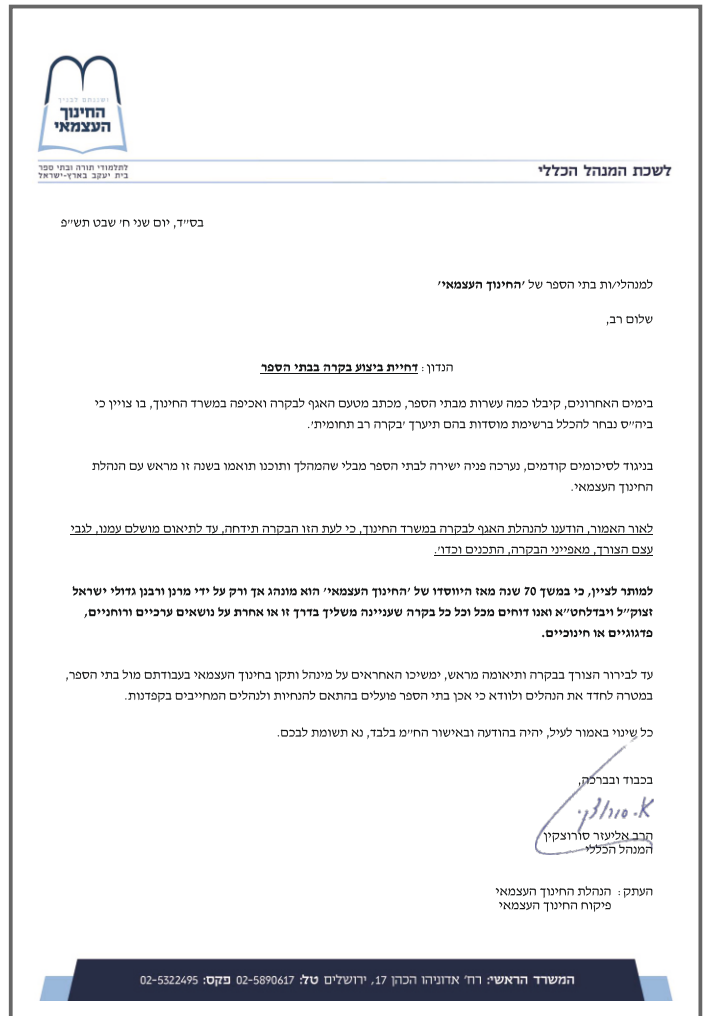 ושננתם לבניך
החינוך
העצמאי
לתלמודי תורה ובתי ספר
בית יעקב בארץ-ישראל
לשכת המנהל הכללי
בס״ד, יום שני ח׳ שבט תש״פ
למנהלי/ות בתי הספר של ׳החינוך העצמאי׳
שלום רב,
הנדון: דחיית ביצוע בקרה בבתי הספר
בימים האחרונים, קיבלו כמה עשרות מבתי הספר, מכתב מטעם האגף לבקרה ואכיפה במשרד החינוך, בו צויין כי
ביה״ס נבחר להכלל ברשימת מוסדות בהם תיערך ׳בקרה רב תחומית׳.
בניגוד לסיכומים קודמים, נערכה פניה ישירה לבתי הספר מבלי שהמהלך ותוכנו תואמו בשנה זו מראש עם הנהלת
החינוך העצמאי.
לאור האמור, הודענו להנהלת האגף לבקרה במשרד החינוך, כי לעת הזו הבקרה תידחה, עד לתיאום מושלם עמנו, לגבי
עצם הצורך, מאפייני הבקרה, התכנים וכדו׳.
למותר לציין, כי במשך 70 שנה מאז היווסדו של ׳החינוך העצמאי׳ הוא מונהג אך ורק על ידי מרנן ורבנן גדולי ישראל
זצוק״ל ויבדלחט״א ואנו דוחים מכל וכל כל בקרה שעניינה משליך בדרך זו או אחרת על נושאים ערכיים ורוחניים,
פדגוגיים או חינוכיים.
עד לבירור הצורך בבקרה ותיאומה מראש, ימשיכו האחראים על מינהל ותקן בחינוך העצמאי בעבודתם מול בתי הספר,
במטרה לחדד את הנהלים ולוודא כי אכן בתי הספר פועלים בהתאם להנחיות ולנהלים המחייבים בקפדנות.
כל שינוי באמור לעיל, יהיה בהודעה ובאישור הח״מ בלבד, נא תשומת לבכם.
בכבוד ובברכה,
א. סורוצקין
הרב אליעזר סורוצקין
המנהל הכללי
העתק: הנהלת החינוך העצמאי
פיקוח החינוך העצמאי
המשרד הראשי: רח׳ אדוניהו הכהן 17, ירושלים טל: 02-5890617 פקס: 02-5322495